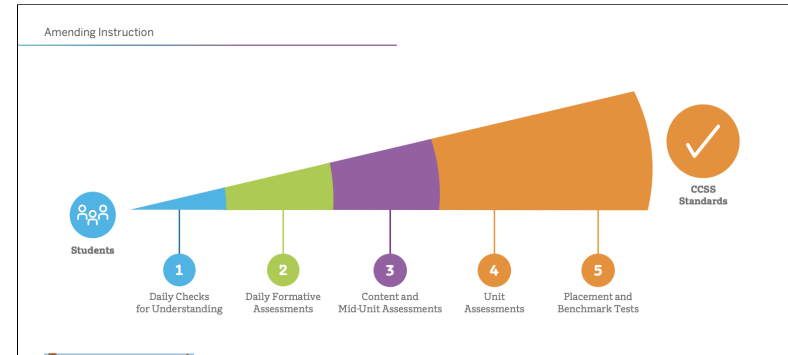 Amending Instruction
CCSS
Standards
Students
1
2
3
4
5
Daily Checks
for Understanding
Daily Formative
Assessments
Content and
Mid-Unit Assessments
Unit
Assessments
Placement and
Benchmark Tests